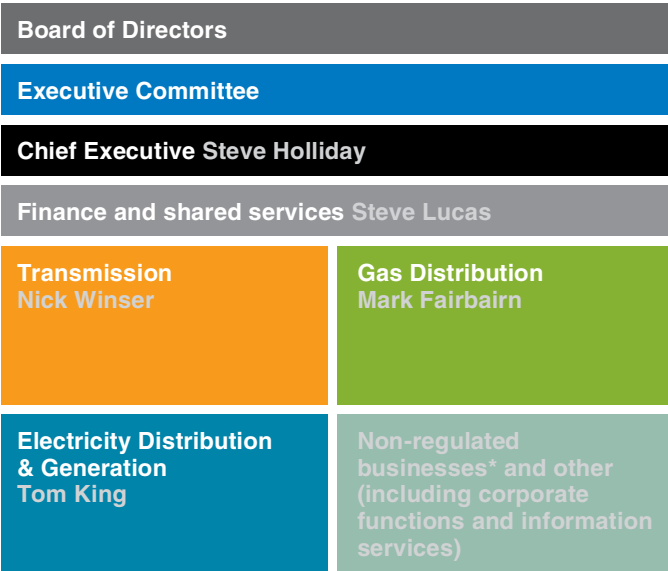 Board of Directors
Executive Committee
Chief Executive Steve Holliday
Finance and shared services Steve Lucas
Transmission
Nick Winser
Gas Distribution
Mark Fairbairn
Electricity Distribution
& Generation
Tom King
Non-regulated
businesses* and other
(including corporate
functions and information
services)